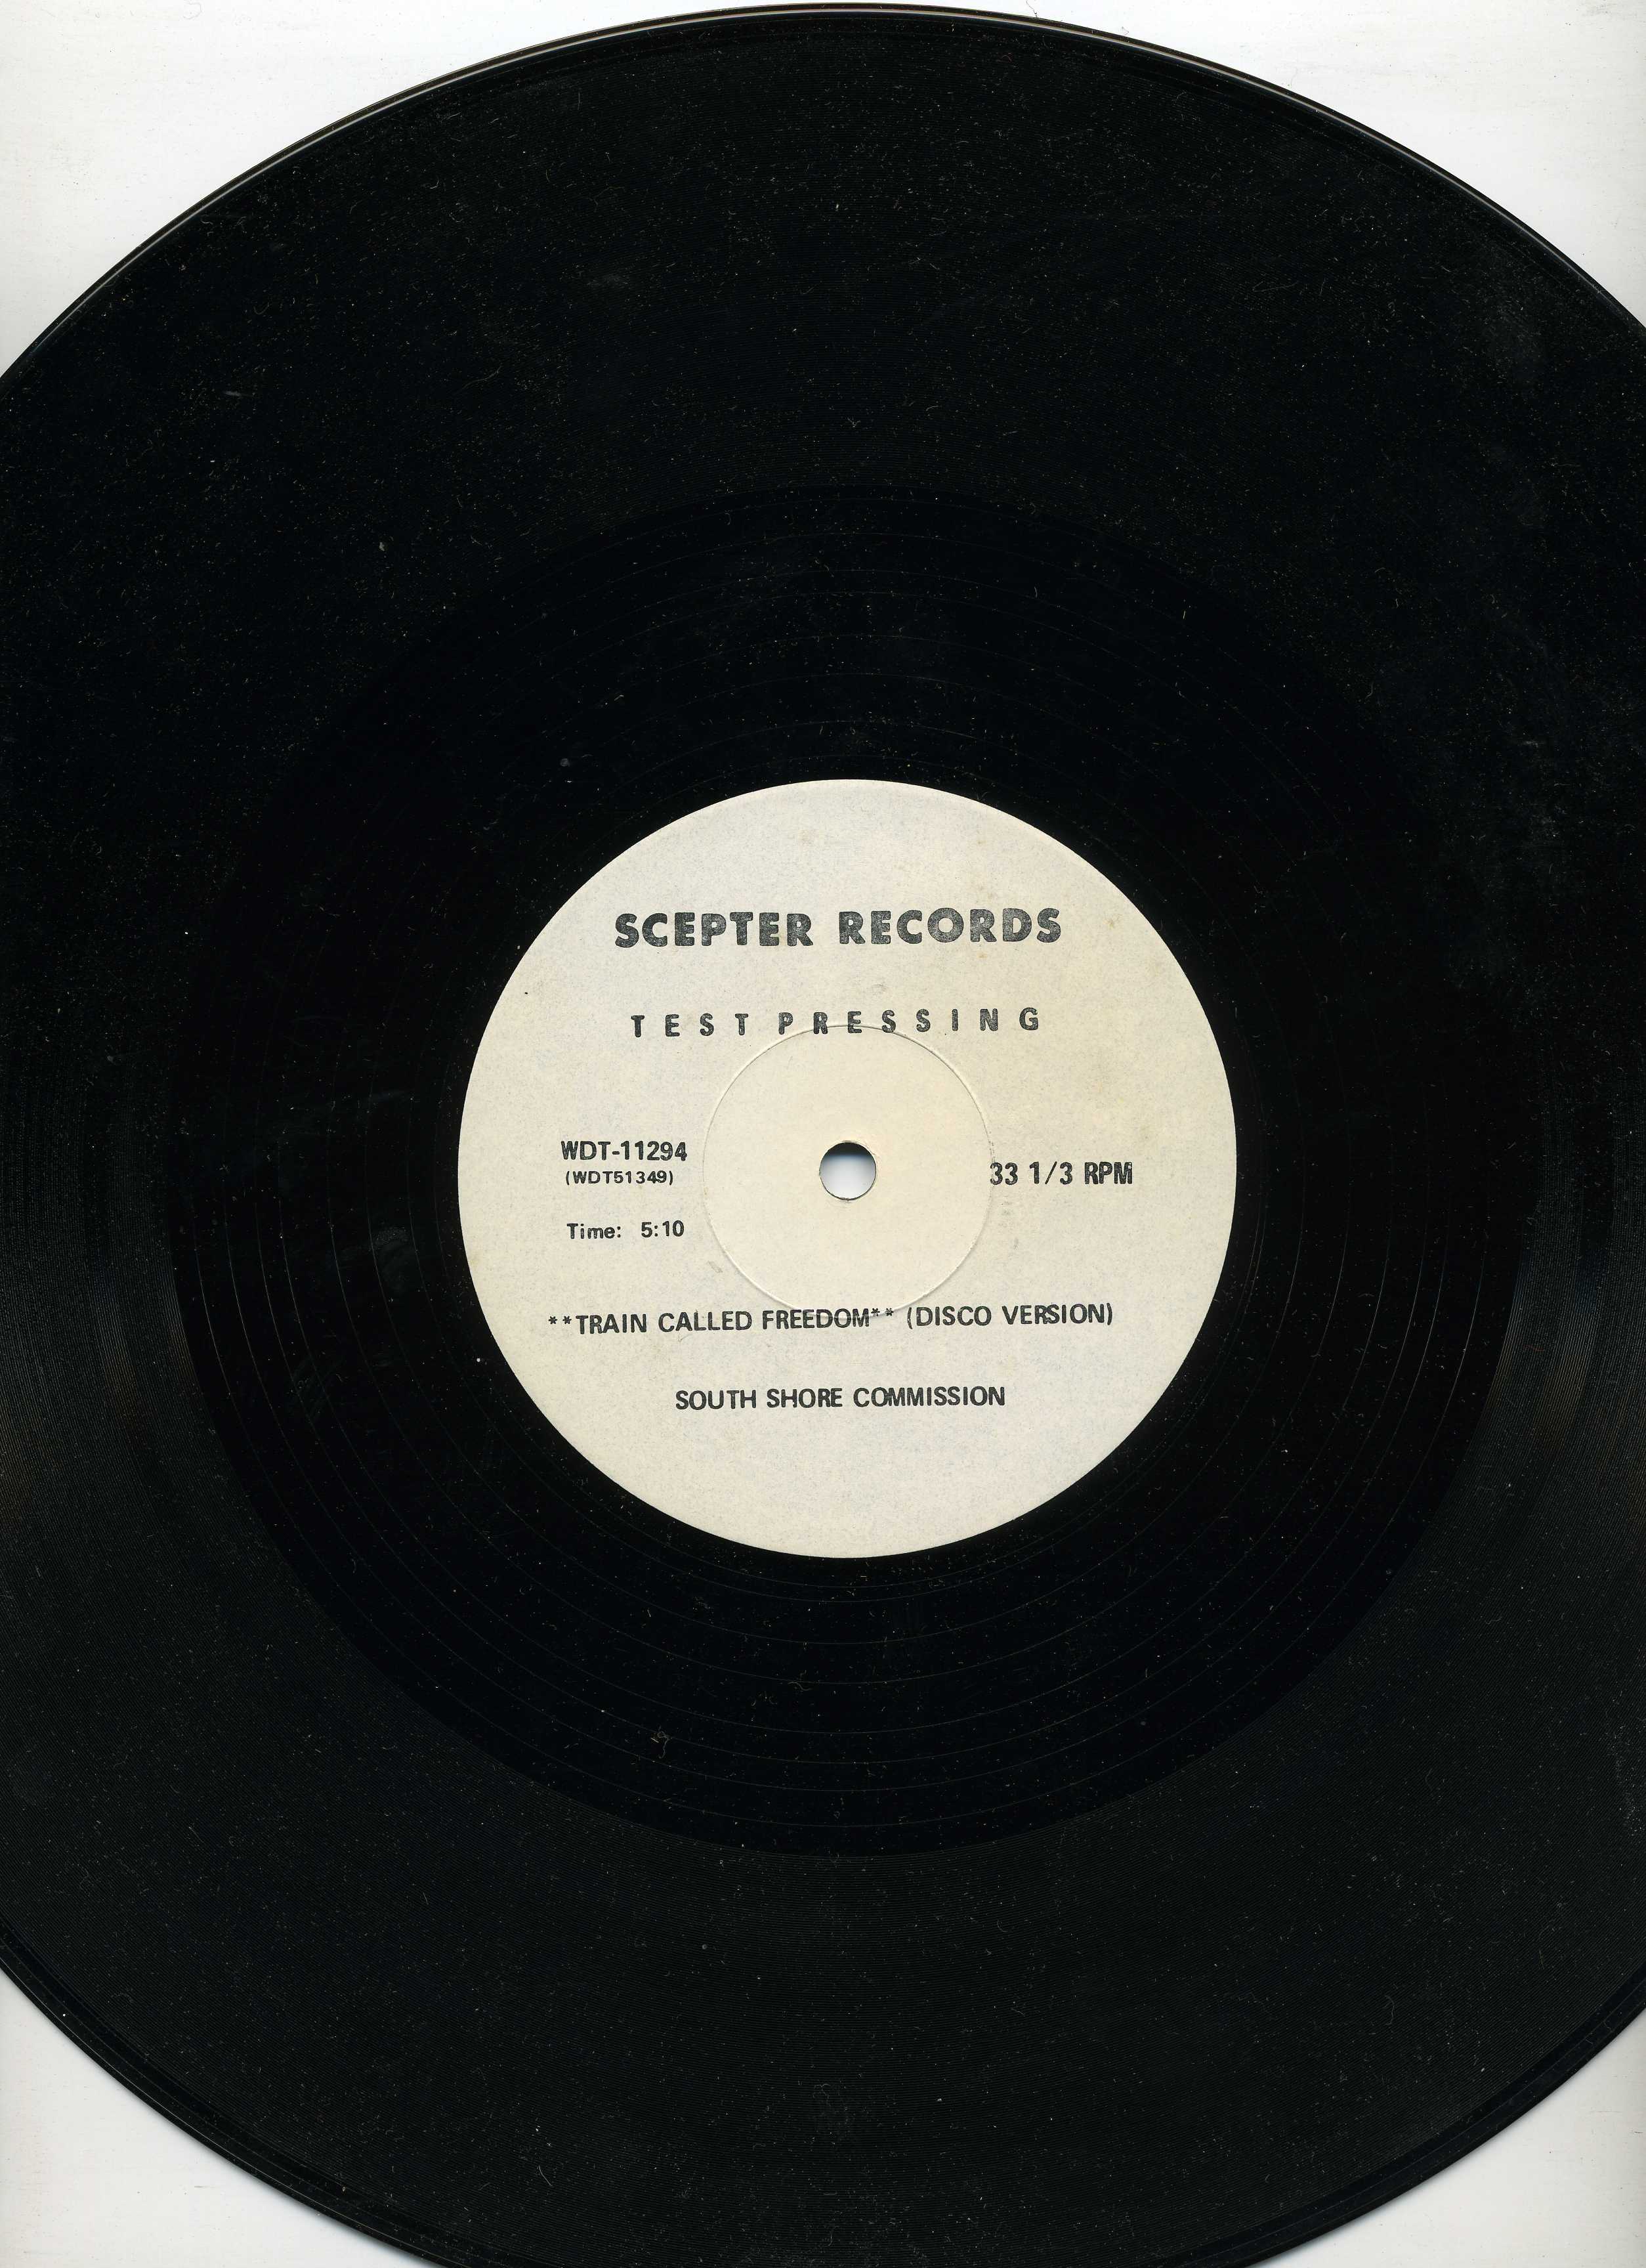 SCEPTER RECORDS
TEST PRESSING
WDT-11294
(WDT51349)
33 1/3 RPM
Time: 5:10
**TRAIN CALLED FREEDOM** (DISCO VERSION)
SOUTH SHORE COMMISSION